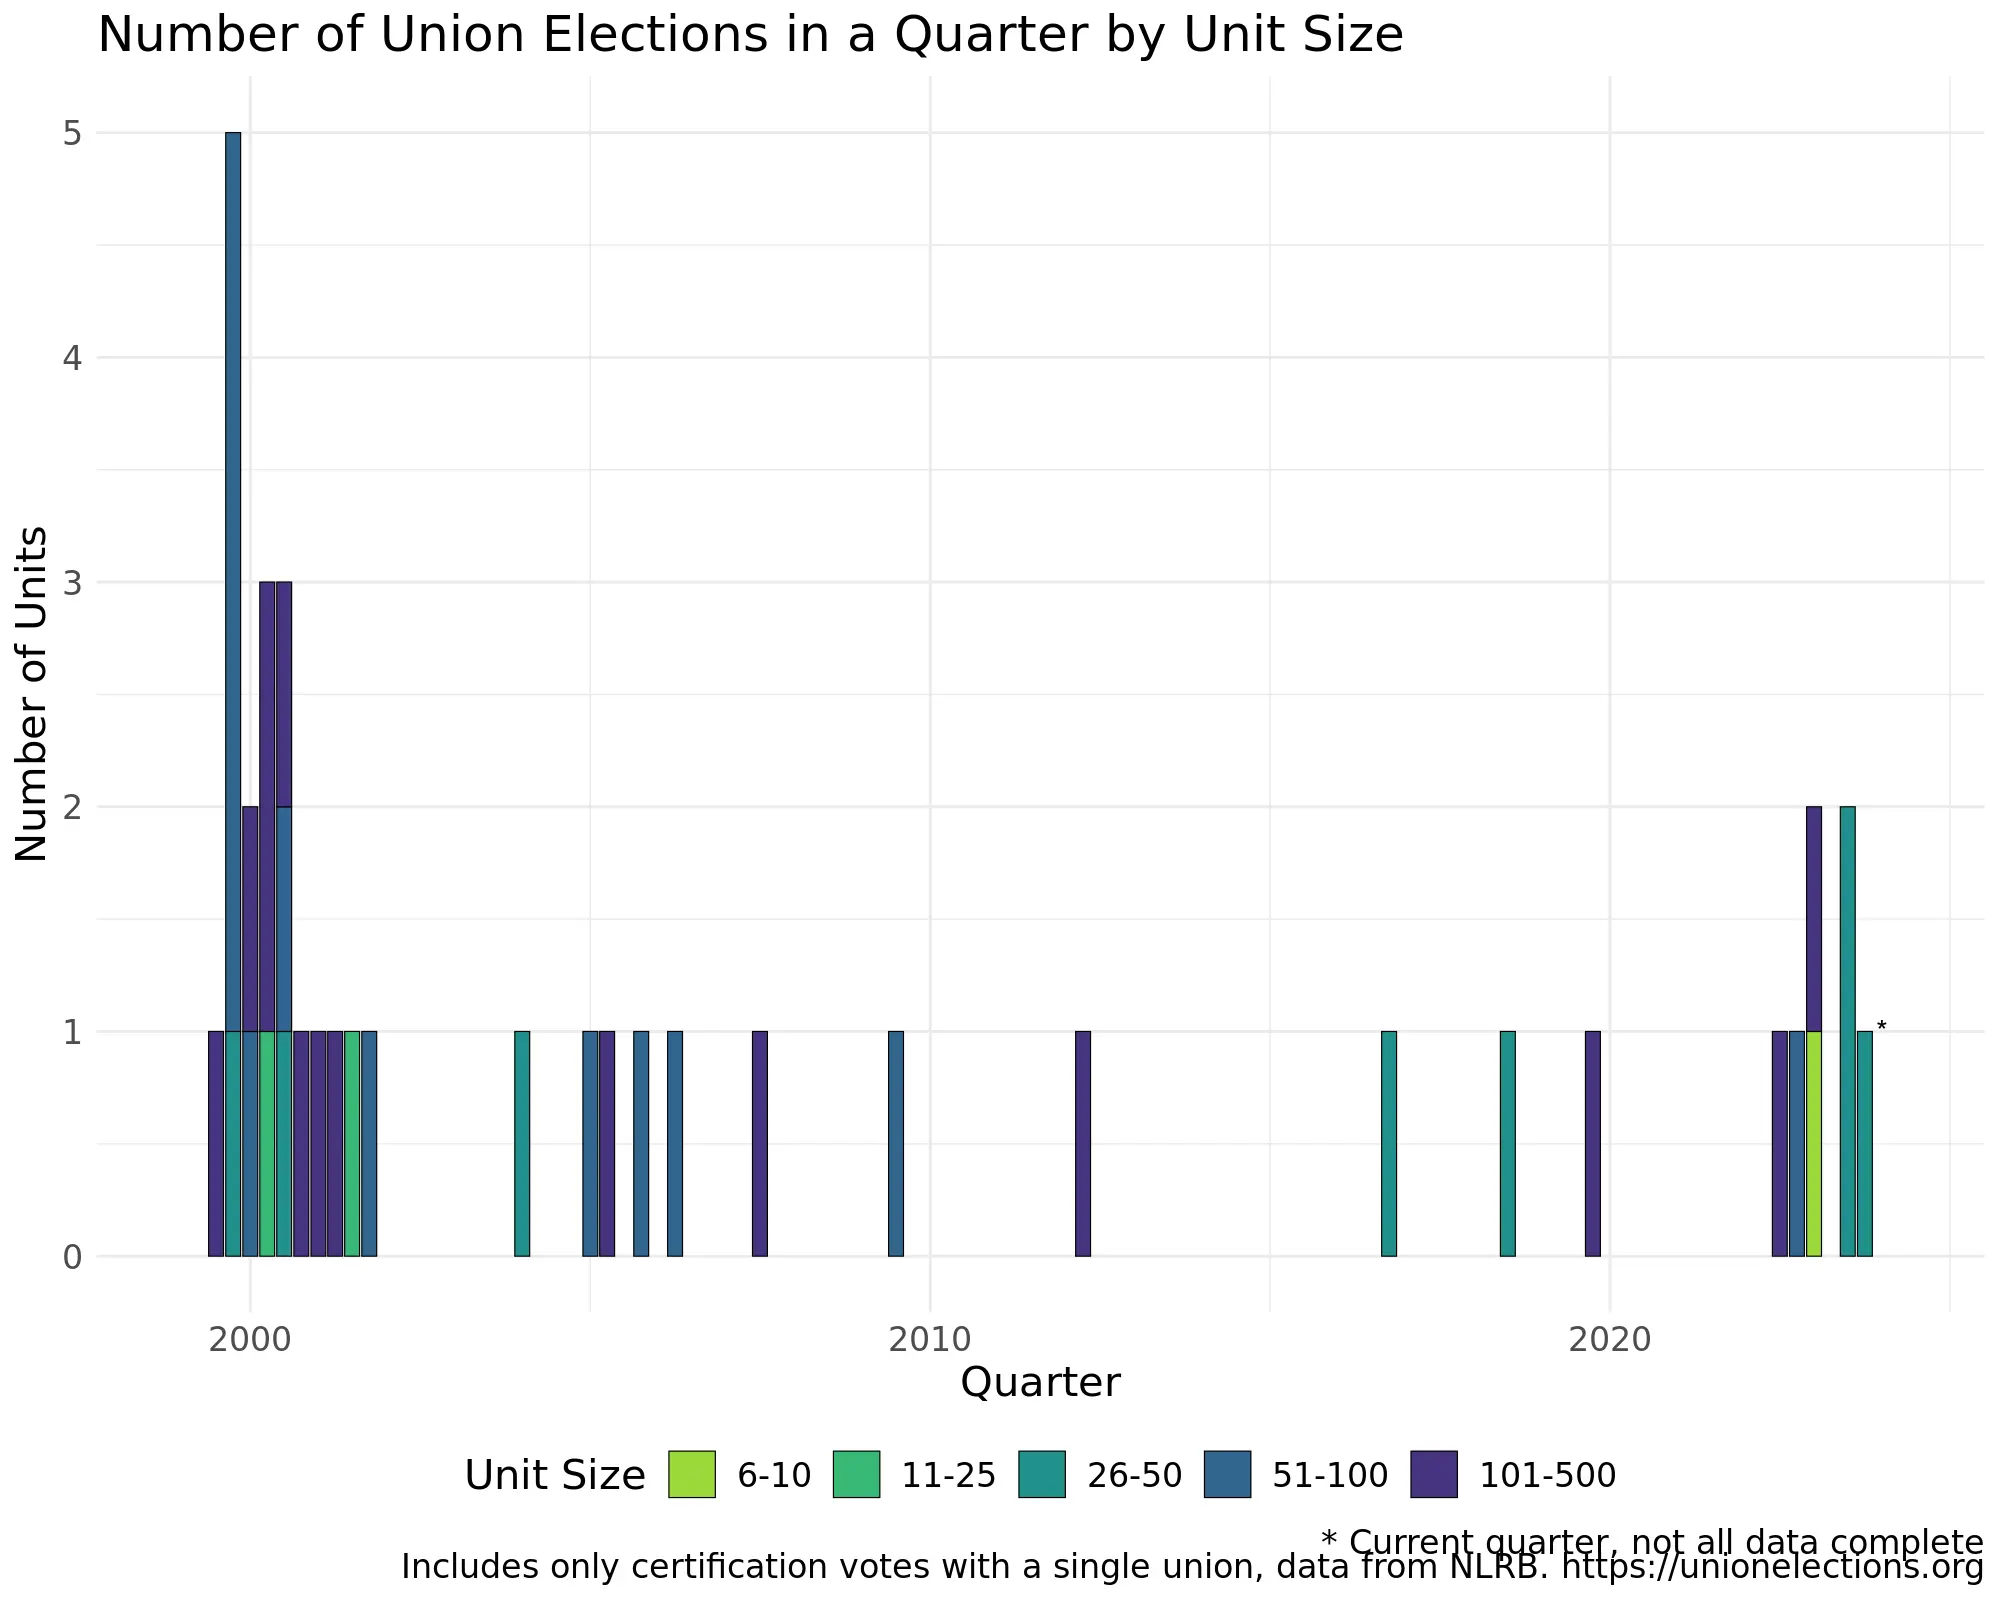 Number of Union Elections in a Quarter by Unit Size
Number of Units
5
4
3
2
1
0
*
2000 2010 2020
Quarter
Unit Size 6-10 11-25 26-50 51-100 101-500
* Current quarter, not all data complete
Includes only certification votes with a single union, data from NLRB. https://unionelections.org